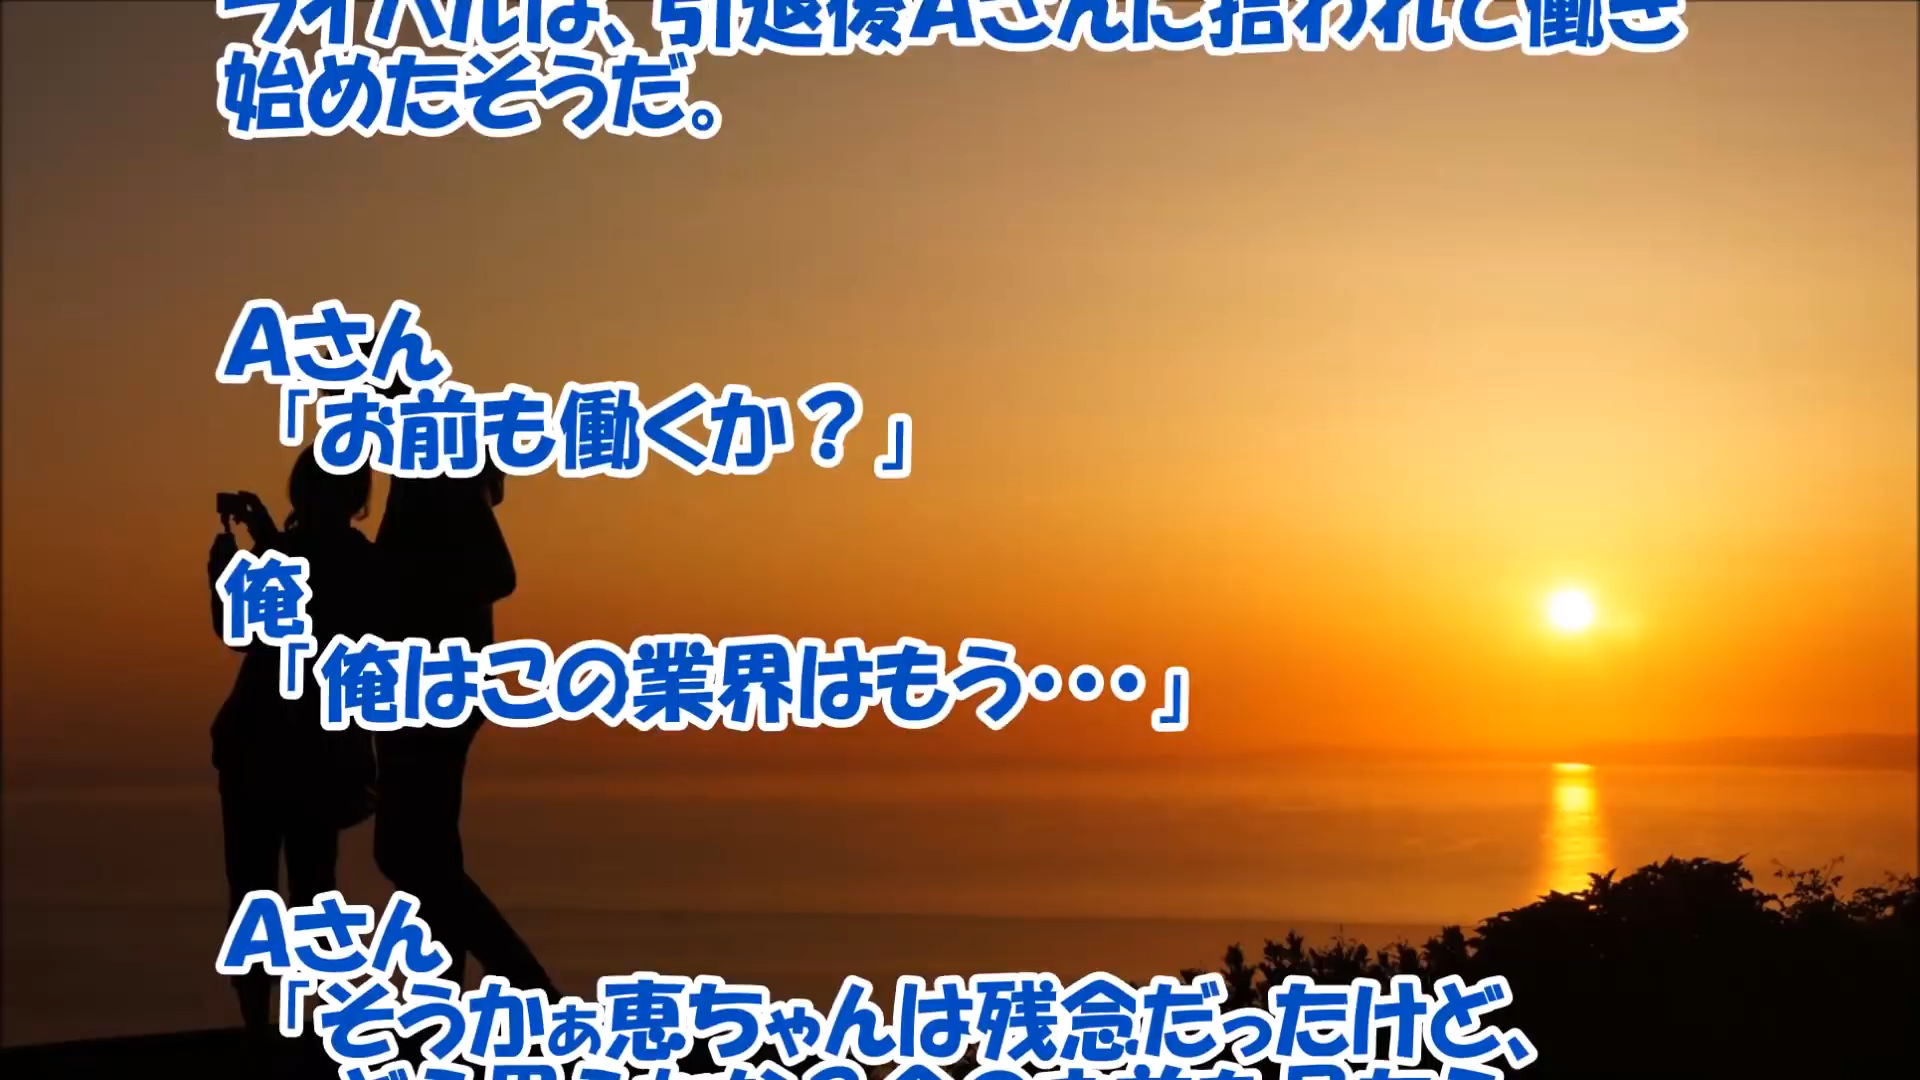 ライバルは、引退後Aさんに拾われて働き
始めたそうだ。
Aさん
「お前も働くか？」
俺
「俺はこの業界はもう・・・」
Aさん
「そうかぁ恵ちゃんは残念だったけど、